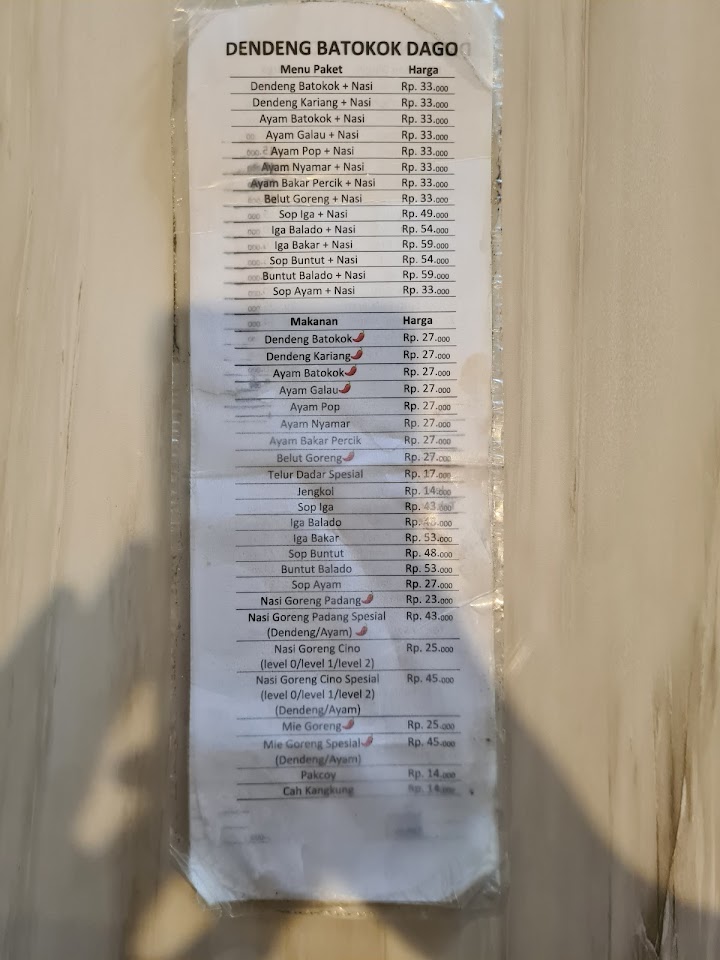 DENDENG BATOKOK DAGO
Menu Paket Harga
Dendeng Batokok + Nasi Rp. 33.000
Dendeng Kariang + Nasi Rp. 33.000
Ayam Batokok + Nasi Rp. 33.000
Ayam Galau + Nasi Rp. 33.000
Ayam Pop + Nasi Rp. 33.000
Ayam Nyamar + Nasi Rp. 33.000
Ayam Bakar Percik + Nasi Rp. 33.000
Belut Goreng + Nasi Rp. 33.000
Sop Iga + Nasi Rp. 49.000
Iga Balado + Nasi Rp. 54.000
Iga Bakar + Nasi Rp. 59.000
Sop Buntut + Nasi Rp. 54.000
Buntut Balado + Nasi Rp. 59.000
Sop Ayam + Nasi Rp. 33.000
Makanan Harga
Dendeng Batokok Rp. 27.000
Dendeng Kariang Rp. 27.000
Ayam Batokok Rp. 27.000
Ayam Galau Rp. 27.000
Ayam Pop Rp. 27.000
Ayam Nyamar Rp. 27.000
Ayam Bakar Percik Rp. 27.000
Belut Goreng Rp. 27.000
Telur Dadar Spesial Rp. 17.000
Jengkol Rp. 14.000
Sop Iga Rp. 43.000
Iga Balado Rp.
Iga Bakar Rp. 53.000
Sop Buntut Rp. 48.000
Buntut Balado Rp. 53.000
Sop Ayam Rp. 27.000
Nasi Goreng Padang Rp. 23.000
Nasi Goreng Padang Spesial Rp. 43.000
(Dendeng/Ayam)
Nasi Goreng Cino Rp. 25.000
(level 0/level 1/level 2)
Nasi Goreng Cino Spesial Rp. 45.000
(level 0/level 1/level 2)
(Dendeng/Ayam)
Mie Goreng Rp. 25.000
Mie Goreng Spesial Rp. 45.000
(Dendeng/Ayam)
Pakcoy Rp. 14.000
Cah Kangkung Rp. 14.000